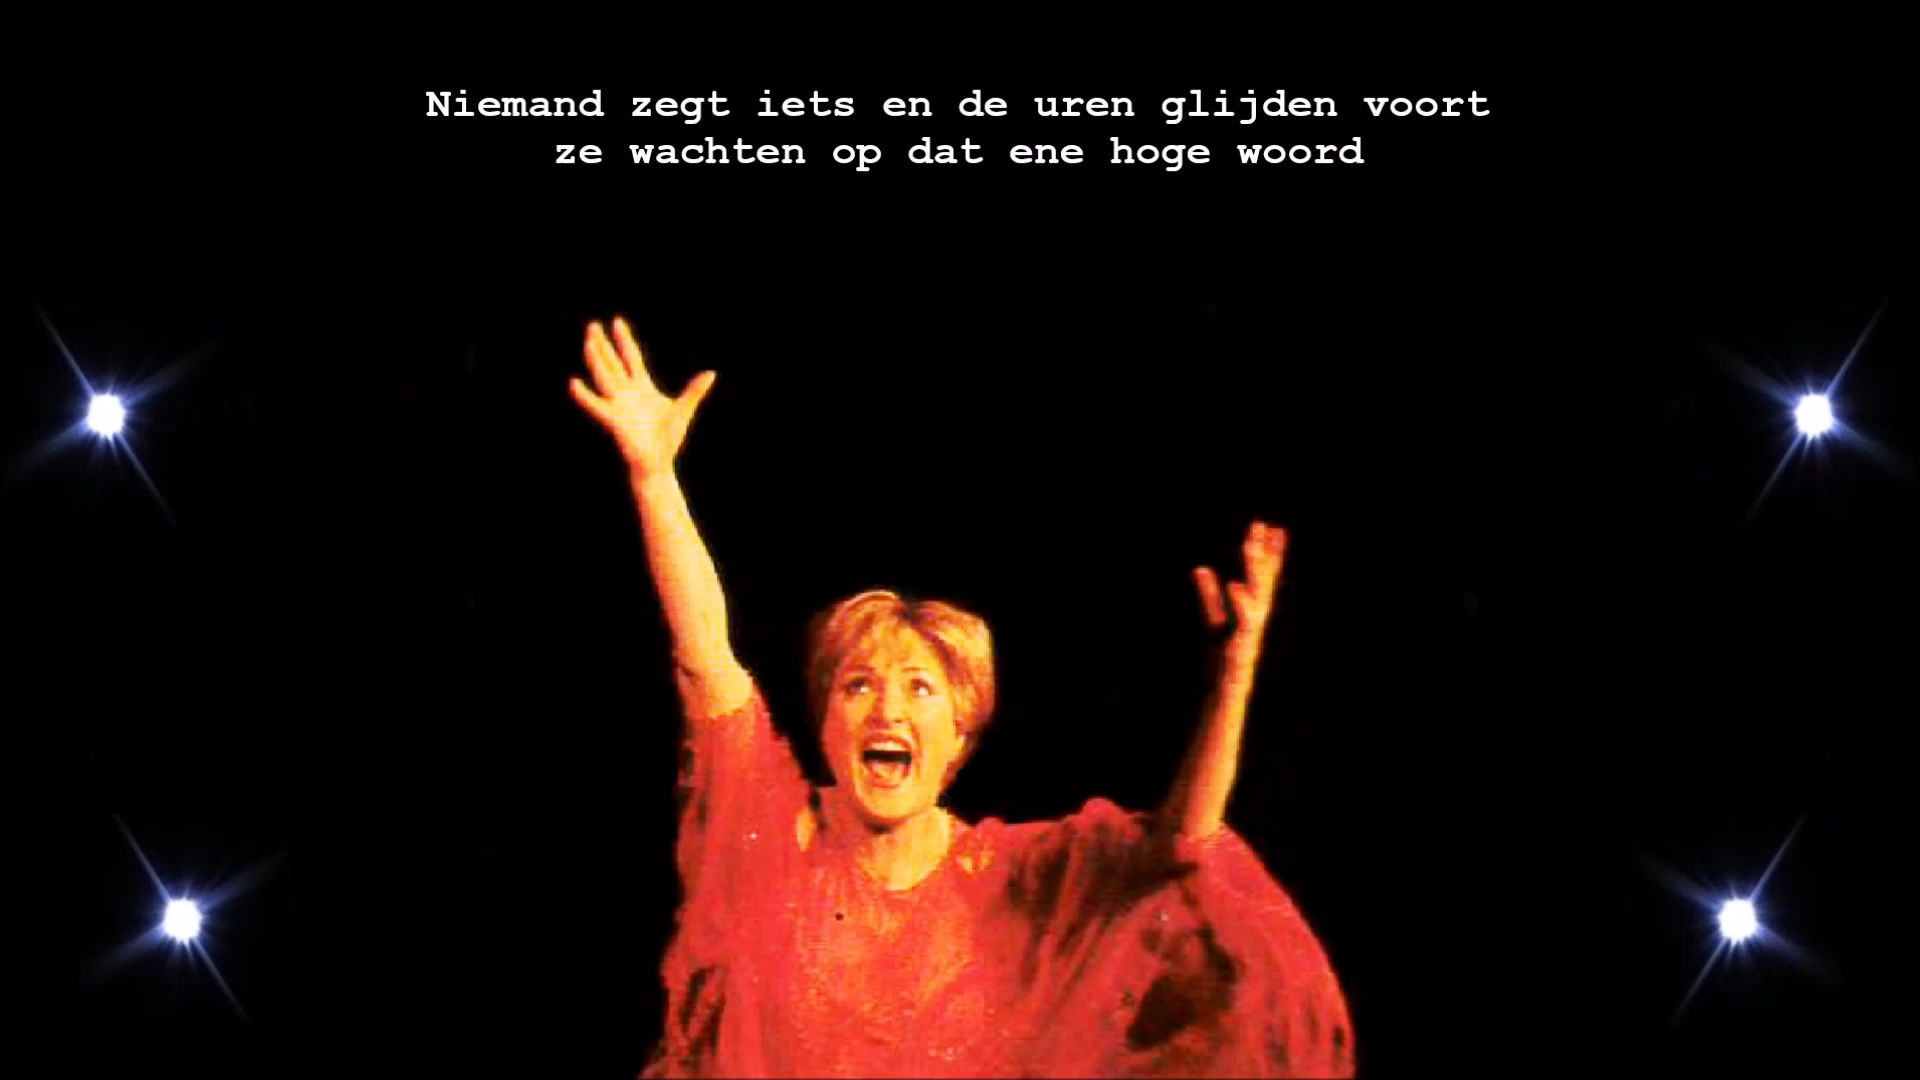 Niemand zegt iets en de uren glijden voort
ze wachten op dat ene hoge woord